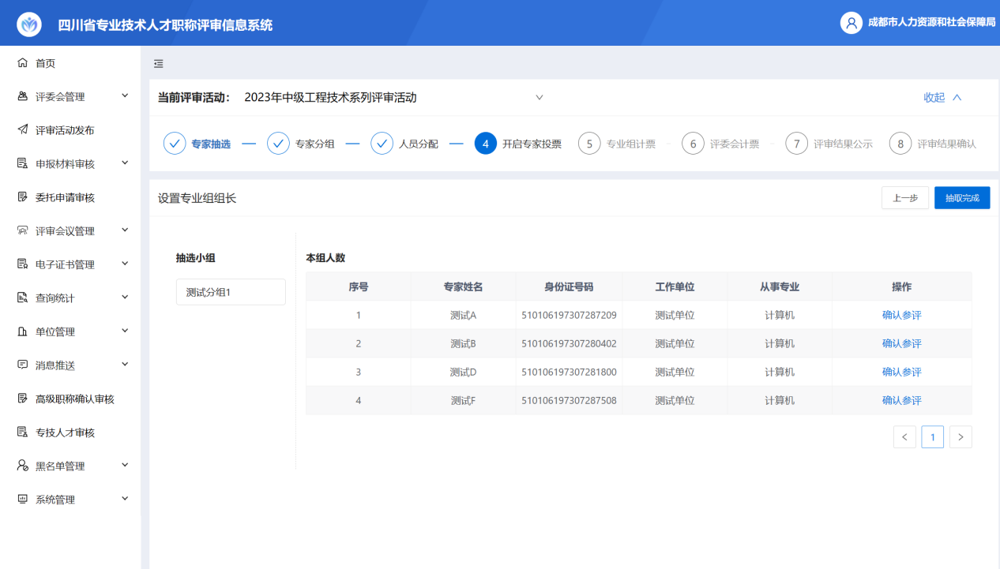 四川省专业技术人才职称评审信息系统
成都市人力资源和社会保障局
首页
评委会管理
评审活动发布
申报材料审核
委托申请审核
评审会议管理
电子证书管理
查询统计
单位管理
消息推送
高级职称确认审核
专技人才审核
黑名单管理
系统管理
当前评审活动： 2023年中级工程技术系列评审活动
收起
专家抽选 专家分组 人员分配 4 开启专家投票 5 专业组计票 6 评委会计票 7 评审结果公示 8 评审结果确认
设置专业组组长
上一步 抽取完成
抽选小组
测试分组1
本组人数
序号 专家姓名 身份证号码 工作单位 从事专业 操作
1 测试A 510106197307287209 测试单位 计算机 确认参评
2 测试B 510106197307280402 测试单位 计算机 确认参评
3 测试D 510106197307281800 测试单位 计算机 确认参评
4 测试F 510106197307287508 测试单位 计算机 确认参评
< 1 >